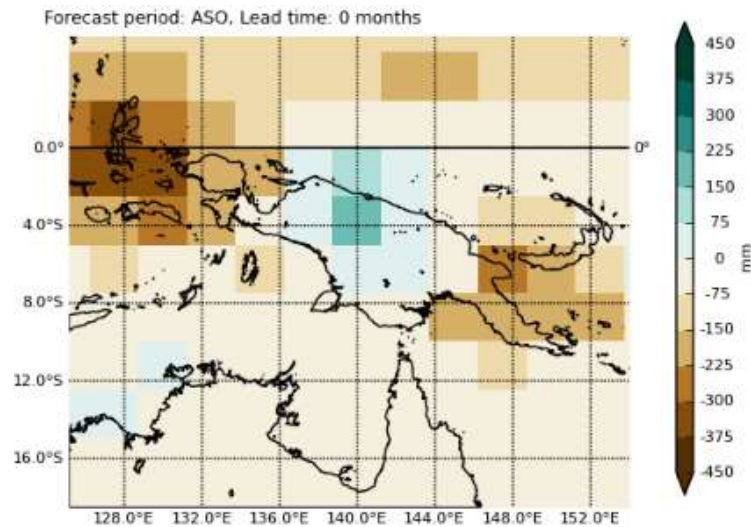 Forecast period: ASO, Lead time: 0 months
450
375
300
225
150
75
0
-75
-150
-225
-300
-375
-450
mm
0.0°
0°
4.0°S
8.0°S
12.0°S
16.0°S
128.0°E 132.0°E 136.0°E 140.0°E 144.0°E 148.0°E 152.0°E